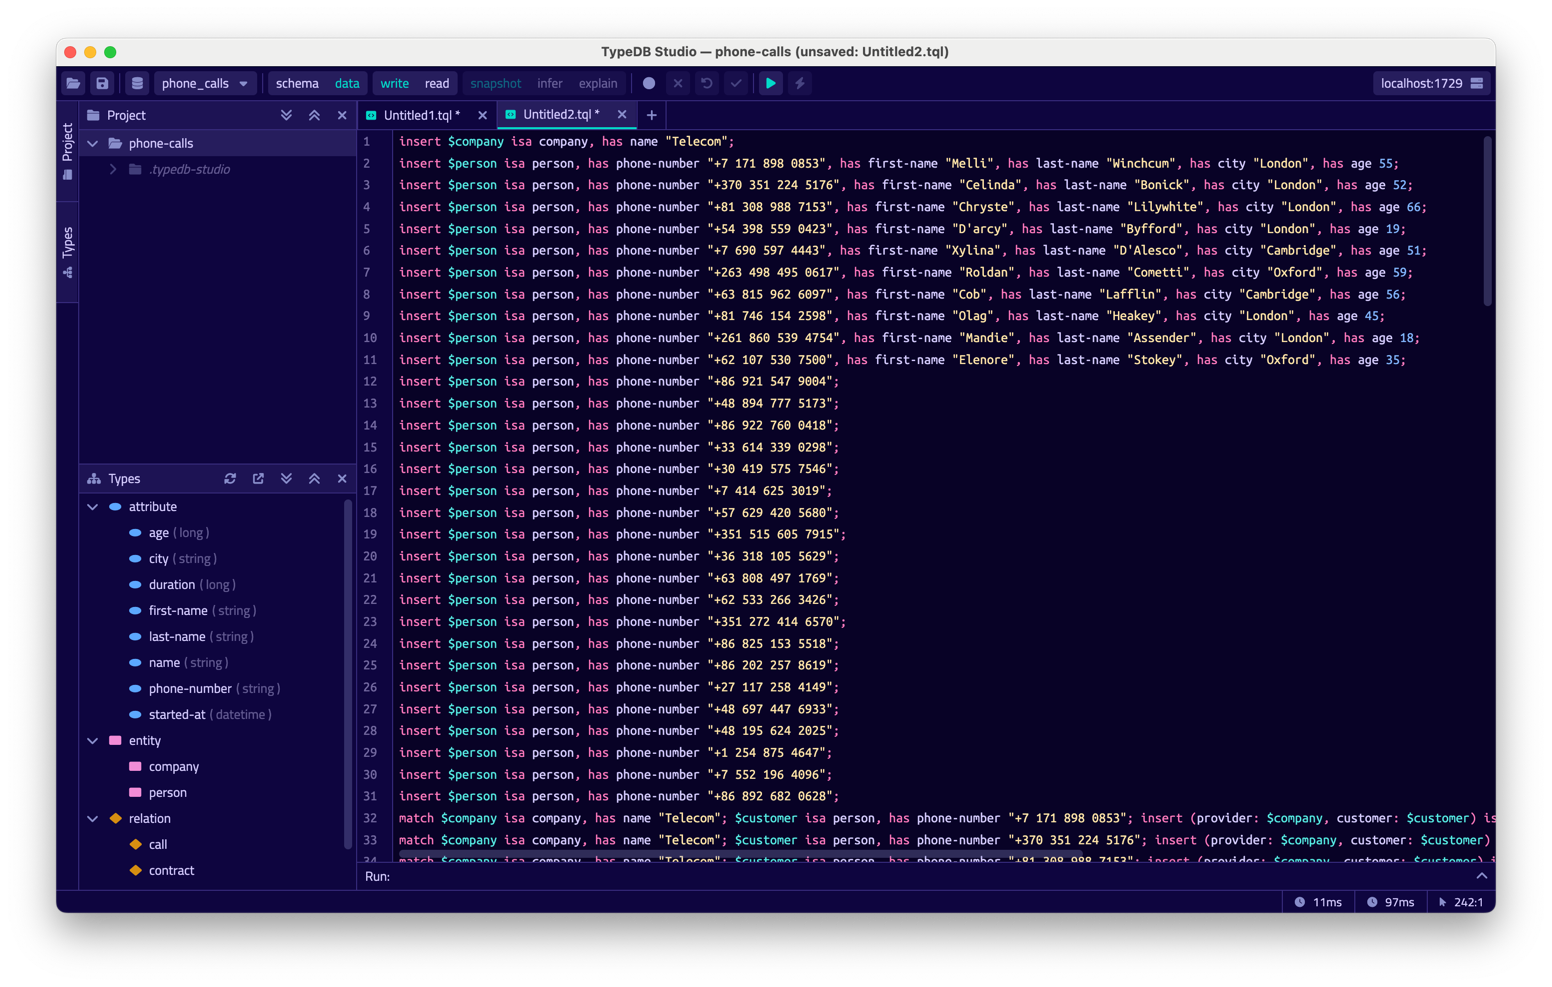 TypeDB Studio — phone-calls (unsaved: Untitled2.tql)
phone_calls schema data write read snapshot infer explain localhost:1729
Project
Types
Project
phone-calls
.typedb-studio
Types
attribute
age (long)
city (string)
duration (long)
first-name (string)
last-name (string)
name (string)
phone-number (string)
started-at (datetime)
entity
company
person
relation
call
contract
Untitled1.tql * Untitled2.tql *
1 insert $company isa company, has name "Telecom";
2 insert $person isa person, has phone-number "+7 171 898 0853", has first-name "Melli", has last-name "Winchcum", has city "London", has age 55;
3 insert $person isa person, has phone-number "+370 351 224 5176", has first-name "Celinda", has last-name "Bonick", has city "London", has age 52;
4 insert $person isa person, has phone-number "+81 308 988 7153", has first-name "Chryste", has last-name "Lilywhite", has city "London", has age 66;
5 insert $person isa person, has phone-number "+54 398 559 0423", has first-name "D'arcy", has last-name "Byfford", has city "London", has age 19;
6 insert $person isa person, has phone-number "+7 690 597 4443", has first-name "Xylina", has last-name "D'Alesco", has city "Cambridge", has age 51;
7 insert $person isa person, has phone-number "+263 498 495 0617", has first-name "Roldan", has last-name "Cometti", has city "Oxford", has age 59;
8 insert $person isa person, has phone-number "+63 815 962 6097", has first-name "Cob", has last-name "Lafflin", has city "Cambridge", has age 56;
9 insert $person isa person, has phone-number "+81 746 154 2598", has first-name "Olag", has last-name "Heakey", has city "London", has age 45;
10 insert $person isa person, has phone-number "+261 860 539 4754", has first-name "Mandie", has last-name "Assender", has city "London", has age 18;
11 insert $person isa person, has phone-number "+62 107 530 7500", has first-name "Elenore", has last-name "Stokey", has city "Oxford", has age 35;
12 insert $person isa person, has phone-number "+86 921 547 9004";
13 insert $person isa person, has phone-number "+48 894 777 5173";
14 insert $person isa person, has phone-number "+86 922 760 0418";
15 insert $person isa person, has phone-number "+33 614 339 0298";
16 insert $person isa person, has phone-number "+30 419 575 7546";
17 insert $person isa person, has phone-number "+7 414 625 3019";
18 insert $person isa person, has phone-number "+57 629 420 5680";
19 insert $person isa person, has phone-number "+351 515 605 7915";
20 insert $person isa person, has phone-number "+36 318 105 5629";
21 insert $person isa person, has phone-number "+63 808 497 1769";
22 insert $person isa person, has phone-number "+62 533 266 3426";
23 insert $person isa person, has phone-number "+351 272 414 6570";
24 insert $person isa person, has phone-number "+86 825 153 5518";
25 insert $person isa person, has phone-number "+86 202 257 8619";
26 insert $person isa person, has phone-number "+27 117 258 4149";
27 insert $person isa person, has phone-number "+48 697 447 6933";
28 insert $person isa person, has phone-number "+48 195 624 2025";
29 insert $person isa person, has phone-number "+1 254 875 4647";
30 insert $person isa person, has phone-number "+7 552 196 4096";
31 insert $person isa person, has phone-number "+86 892 682 0628";
32 match $company isa company, has name "Telecom"; $customer isa person, has phone-number "+7 171 898 0853"; insert (provider: $company, customer: $customer) is
33 match $company isa company, has name "Telecom"; $customer isa person, has phone-number "+370 351 224 5176"; insert (provider: $company, customer: $customer)
34 match $company isa company, has name "Telecom"; $customer isa person, has phone-number "+81 308 988 7153"; insert (provider: $company, customer: $customer) i
Run:
11ms 97ms 242:1